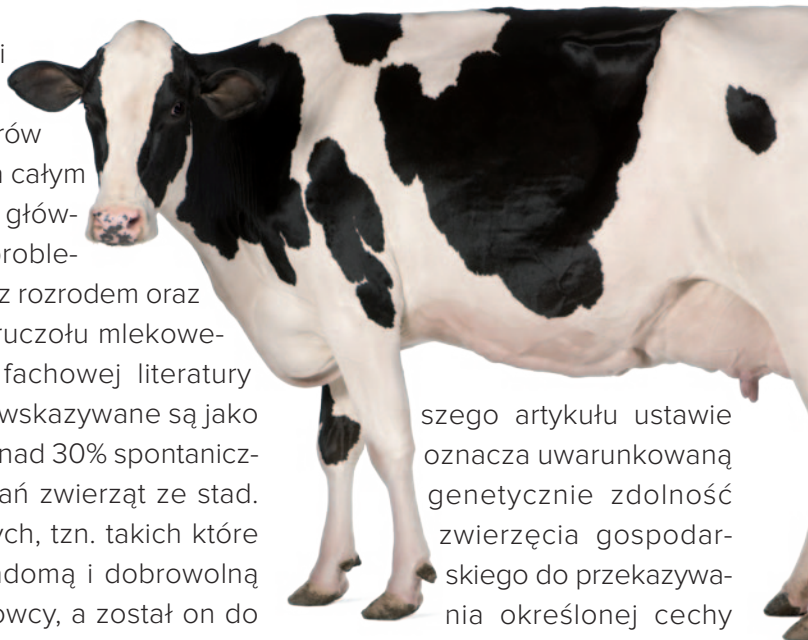 i
rów
całym
głów-
proble-
z rozrodem oraz
ruczołu mlekowe-
fachowej literatury
wskazywane są jako
nad 30% spontanicz-
ań zwierząt ze stad.
ych, tzn. takich które
adomą i dobrowolną
owcy, a został on do
szego artykułu ustawie
oznacza uwarunkowaną
genetycznie zdolność
zwierzęcia gospodar-
skiego do przekazywa-
nia określonej cechy